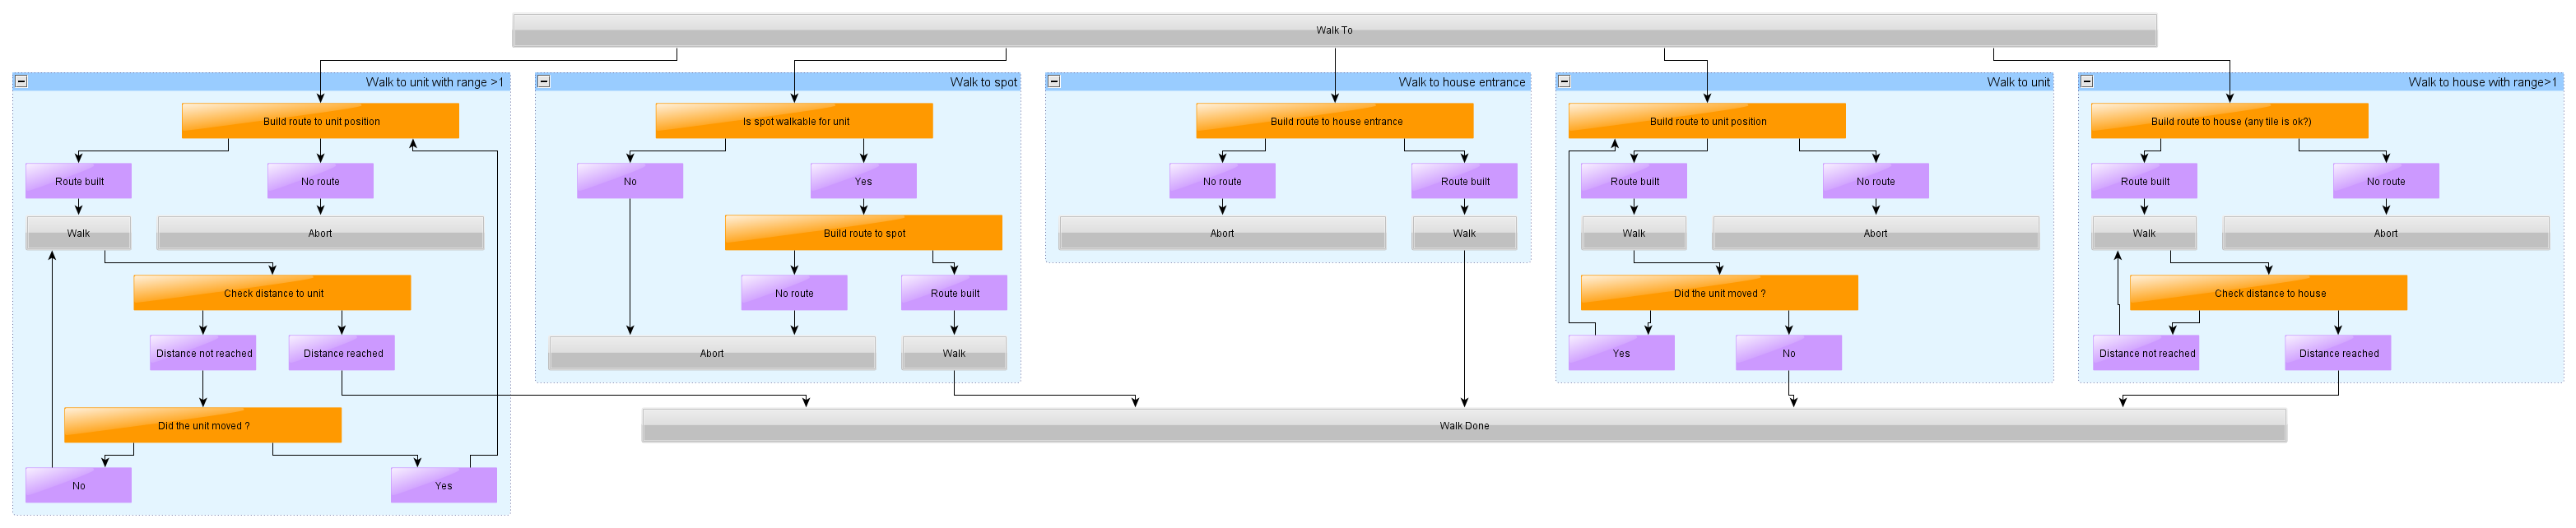 Walk To
Walk to unit with range >1
Build route to unit position
Route built
No route
Walk
Abort
Check distance to unit
Distance not reached
Distance reached
Did the unit moved ?
No
Yes
Walk to spot
Is spot walkable for unit
No
Yes
Build route to spot
No route
Route built
Abort
Walk
Walk to house entrance
Build route to house entrance
No route
Route built
Abort
Walk
Walk to unit
Build route to unit position
Route built
No route
Walk
Abort
Did the unit moved ?
Yes
No
Walk to house with range>1
Build route to house (any tile is ok?)
Route built
No route
Walk
Abort
Check distance to house
Distance not reached
Distance reached
Walk Done